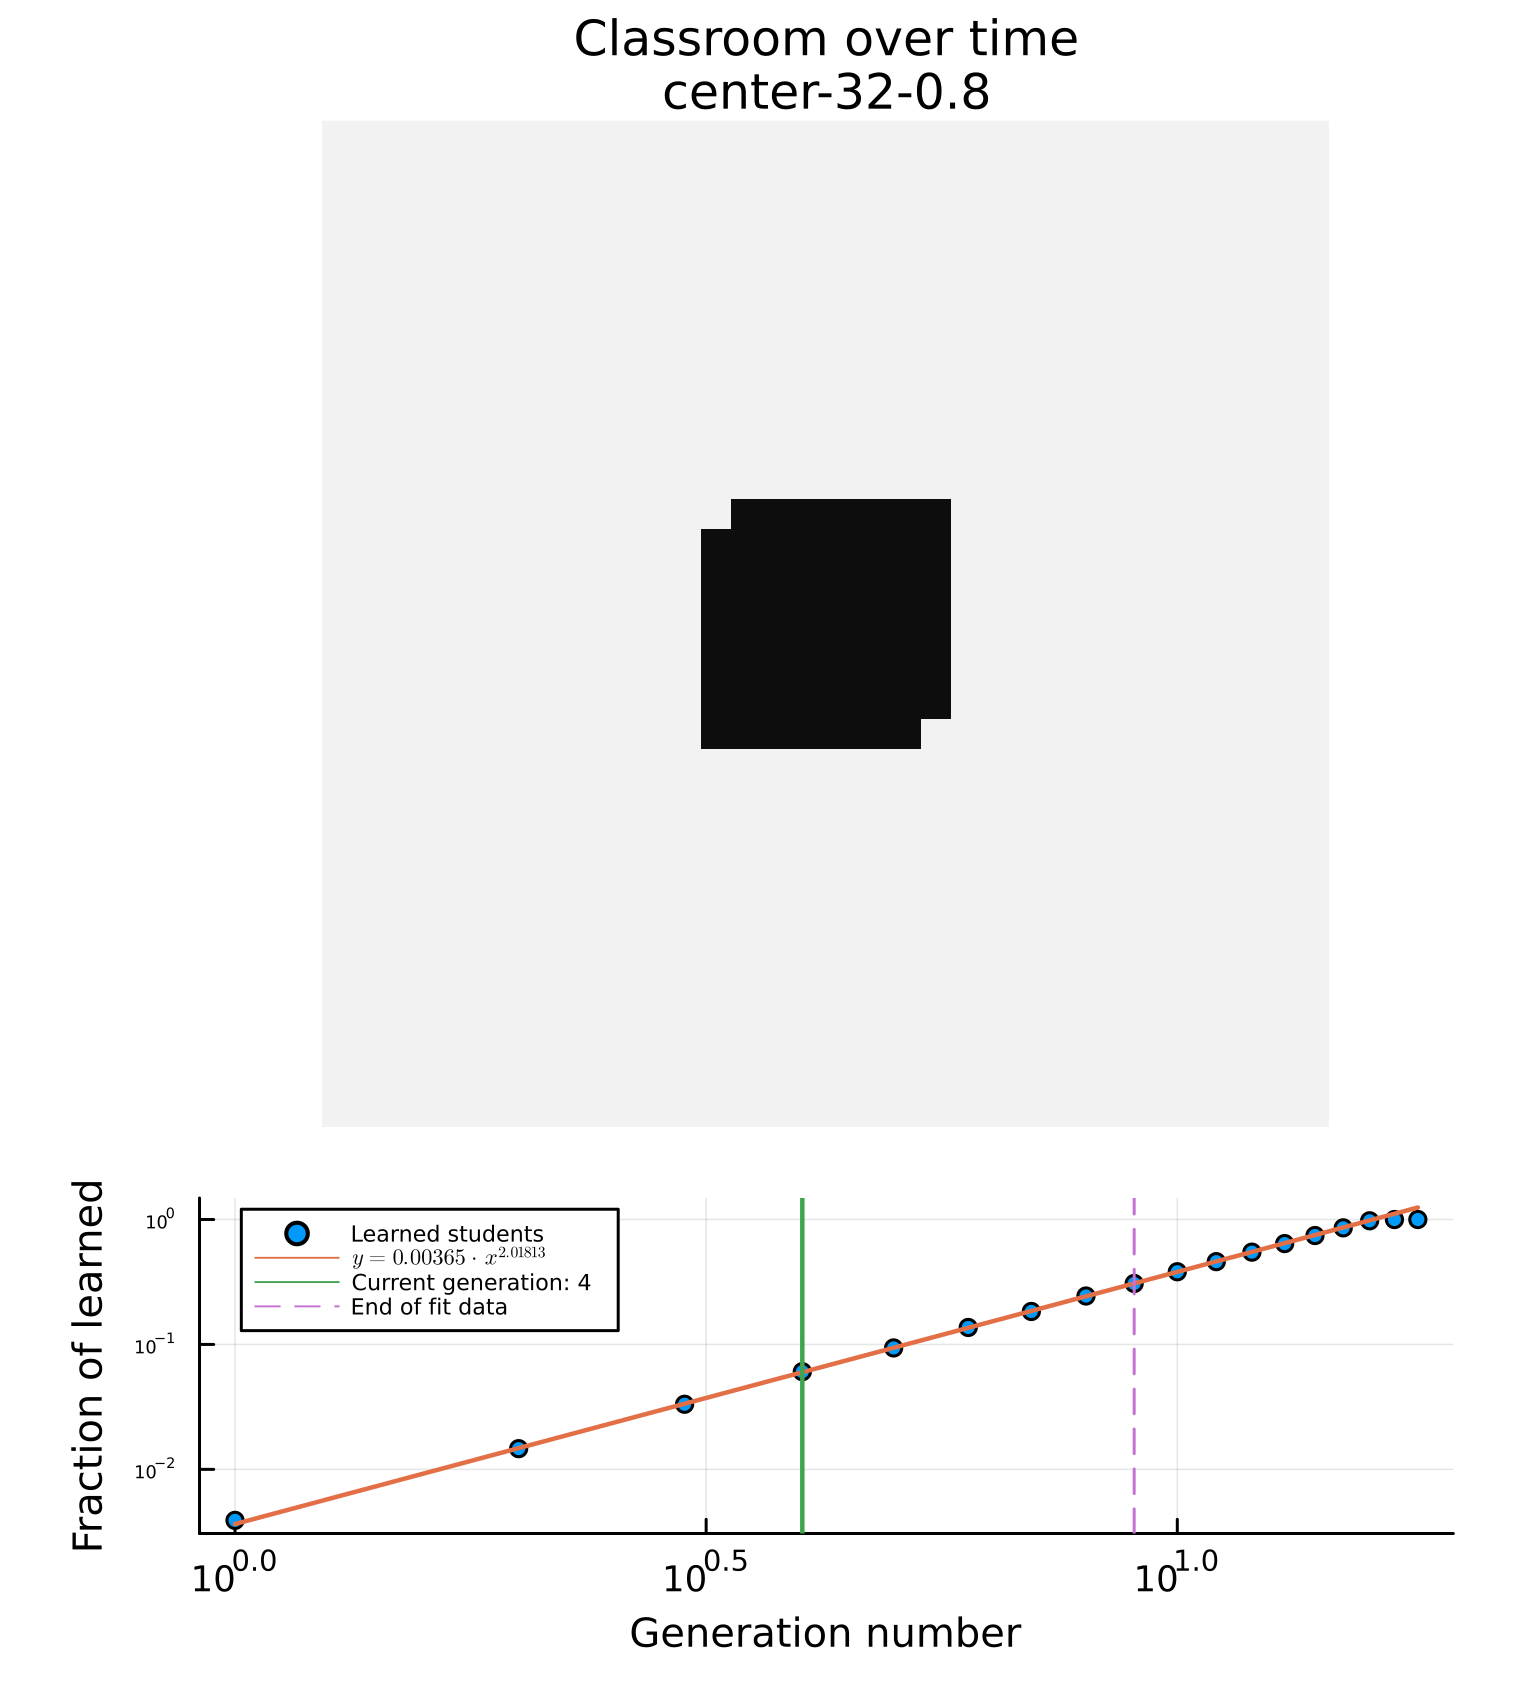 Classroom over time
center-32-0.8
Fraction of learned
10^0
10^-1
10^-2
Learned students
y = 0.00365 · x^2.01813
Current generation: 4
End of fit data
10^0.0 10^0.5 10^1.0
Generation number